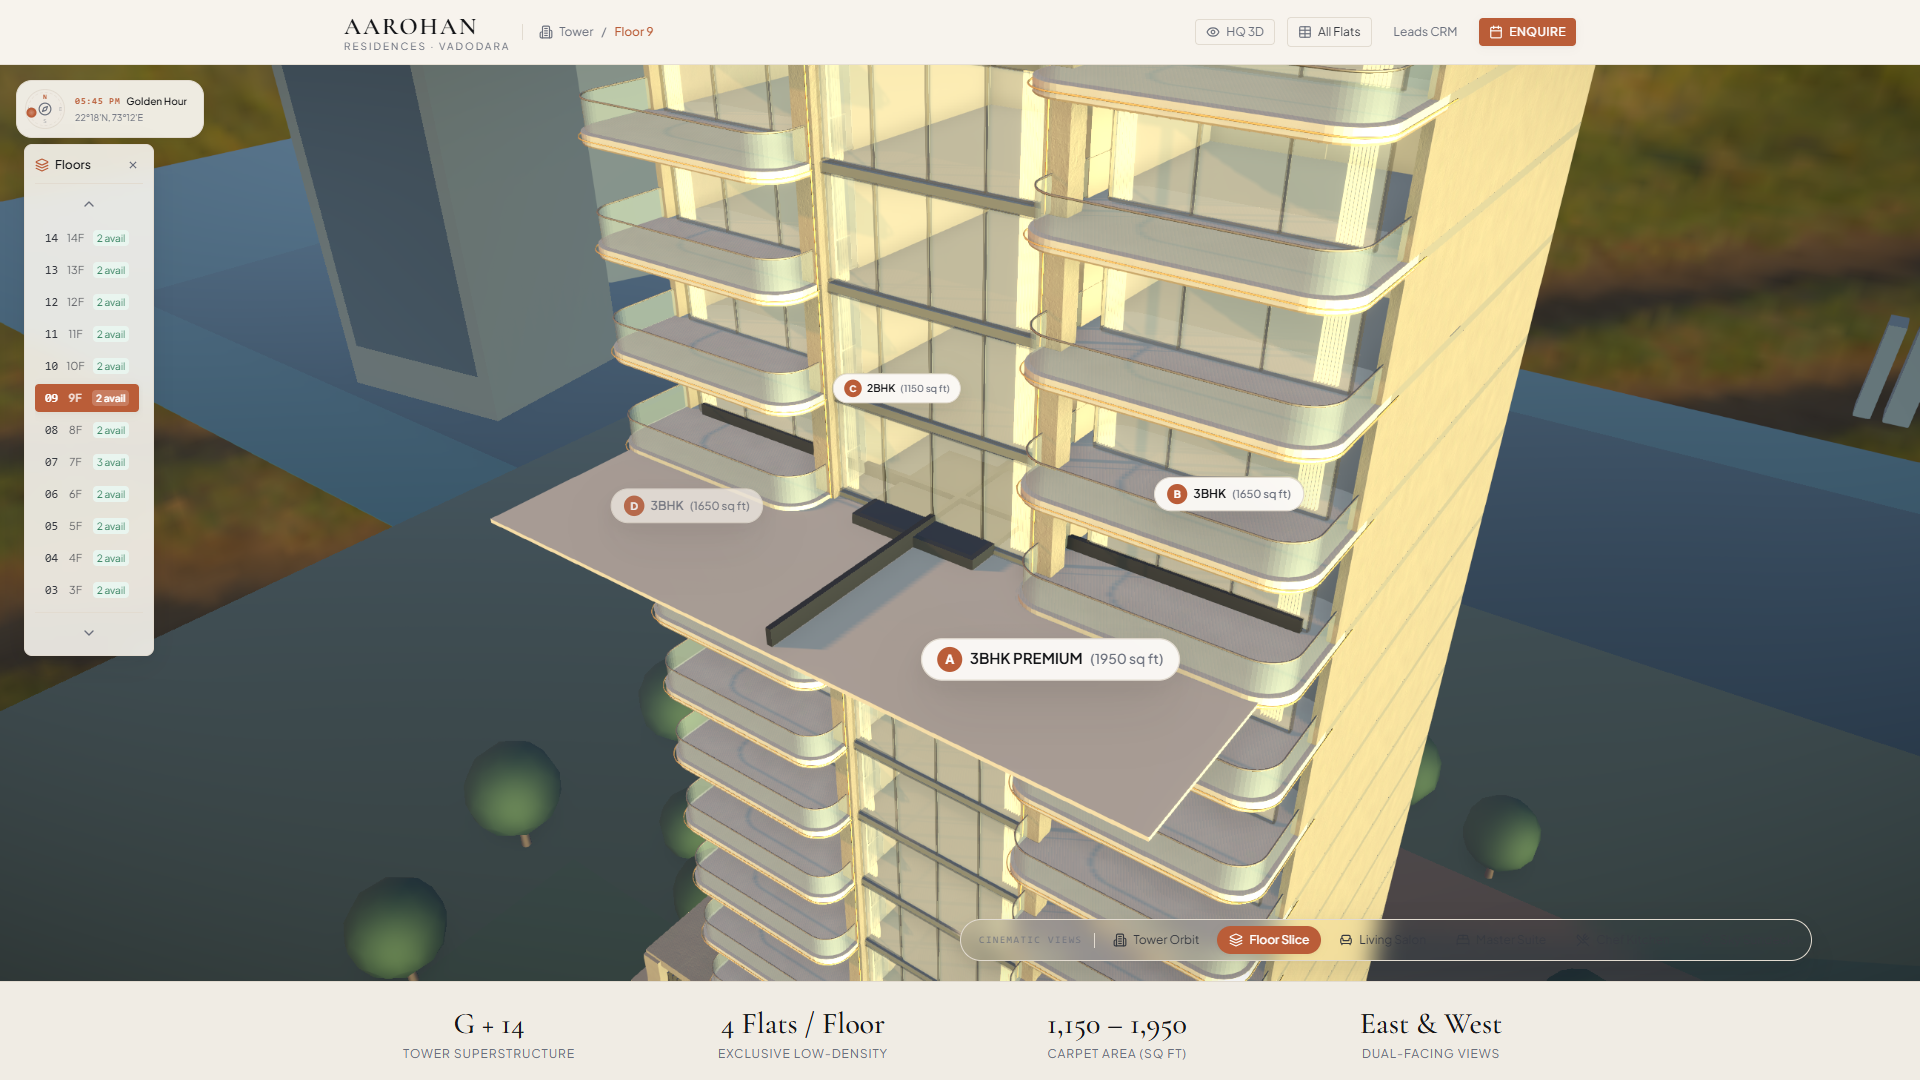 AAROHAN
RESIDENCES · VADODARA
Tower / Floor 9
HQ 3D
All Flats
Leads CRM
ENQUIRE
N
05:45 PM Golden Hour
22°18'N, 73°12'E
Floors
14 14F 2 avail
13 13F 2 avail
12 12F 2 avail
11 11F 2 avail
10 10F 2 avail
09 9F 2 avail
08 8F 2 avail
07 7F 3 avail
06 6F 2 avail
05 5F 2 avail
04 4F 2 avail
03 3F 2 avail
C 2BHK (1150 sq ft)
B 3BHK (1650 sq ft)
D 3BHK (1650 sq ft)
A 3BHK PREMIUM (1950 sq ft)
CINEMATIC VIEWS
Tower Orbit
Floor Slice
Living Salon
Master Suite
G + 14
TOWER SUPERSTRUCTURE
4 Flats / Floor
EXCLUSIVE LOW-DENSITY
1,150 – 1,950
CARPET AREA (SQ FT)
East & West
DUAL-FACING VIEWS